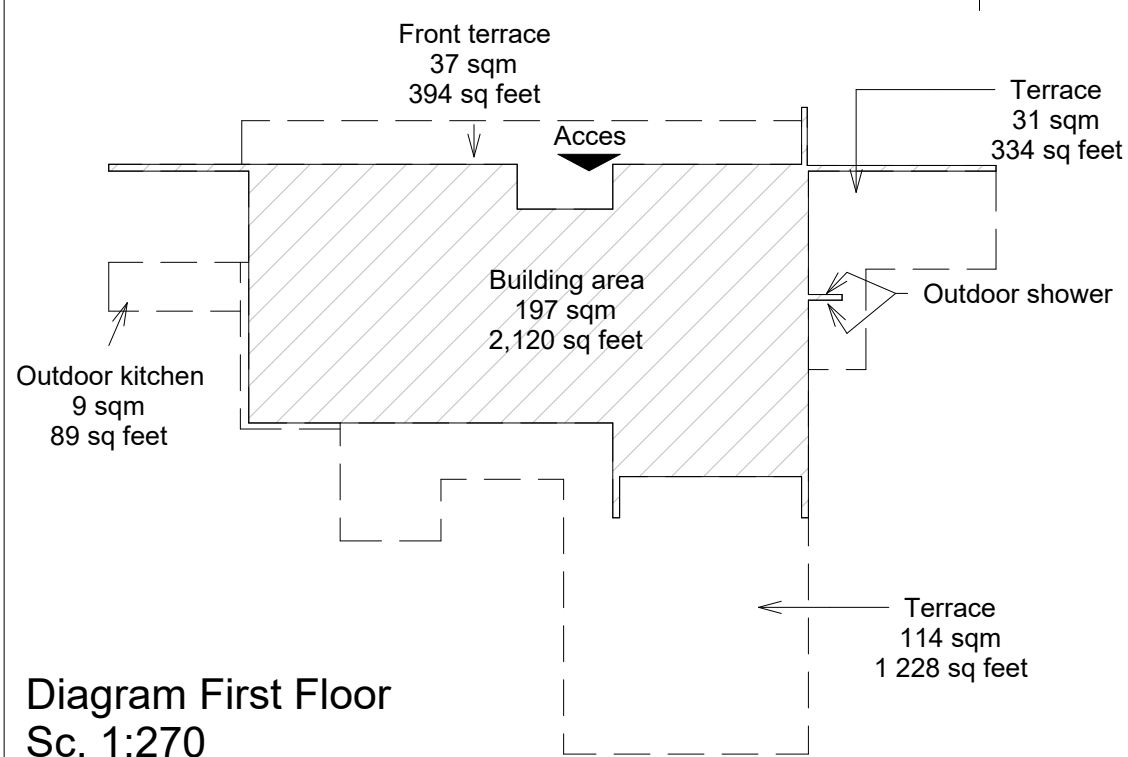 Front terrace
37 sqm
394 sq feet
Acces
Terrace
31 sqm
334 sq feet
Building area
197 sqm
2,120 sq feet
Outdoor shower
Outdoor kitchen
9 sqm
89 sq feet
Terrace
114 sqm
1 228 sq feet
Diagram First Floor
Sc. 1:270